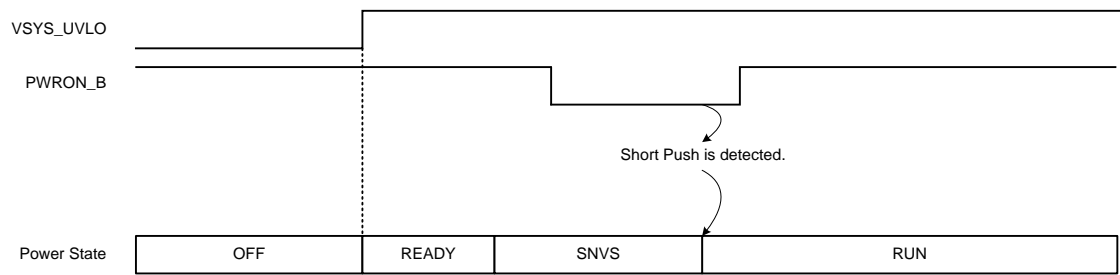 VSYS_UVLO
PWRON_B
Short Push is detected.
Power State OFF READY SNVS RUN